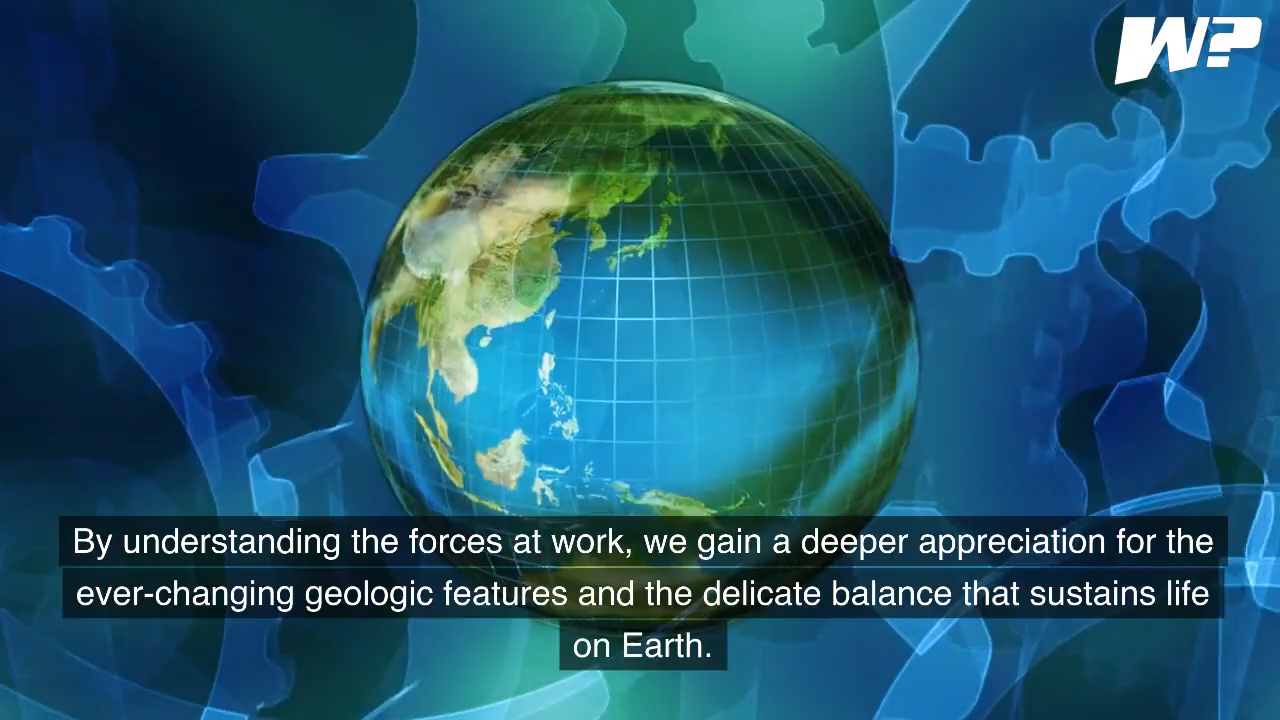 W?
By understanding the forces at work, we gain a deeper appreciation for the
ever-changing geologic features and the delicate balance that sustains life
on Earth.